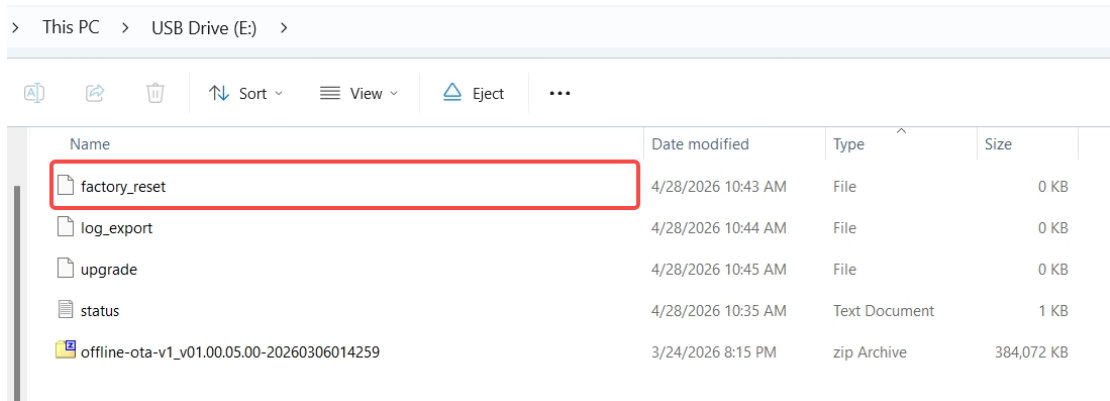 This PC > USB Drive (E:) >
Sort View Eject ...
Name Date modified Type Size
factory_reset 4/28/2026 10:43 AM File 0 KB
log_export 4/28/2026 10:44 AM File 0 KB
upgrade 4/28/2026 10:45 AM File 0 KB
status 4/28/2026 10:35 AM Text Document 1 KB
offline-ota-v1_v01.00.05.00-20260306014259 3/24/2026 8:15 PM zip Archive 384,072 KB